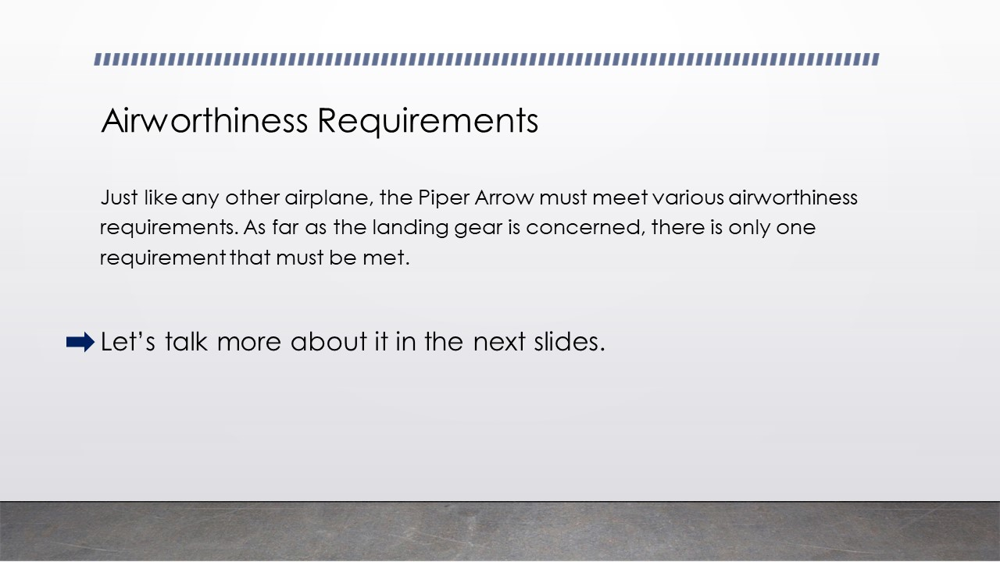 Airworthiness Requirements
Just like any other airplane, the Piper Arrow must meet various airworthiness
requirements. As far as the landing gear is concerned, there is only one
requirement that must be met.
Let’s talk more about it in the next slides.